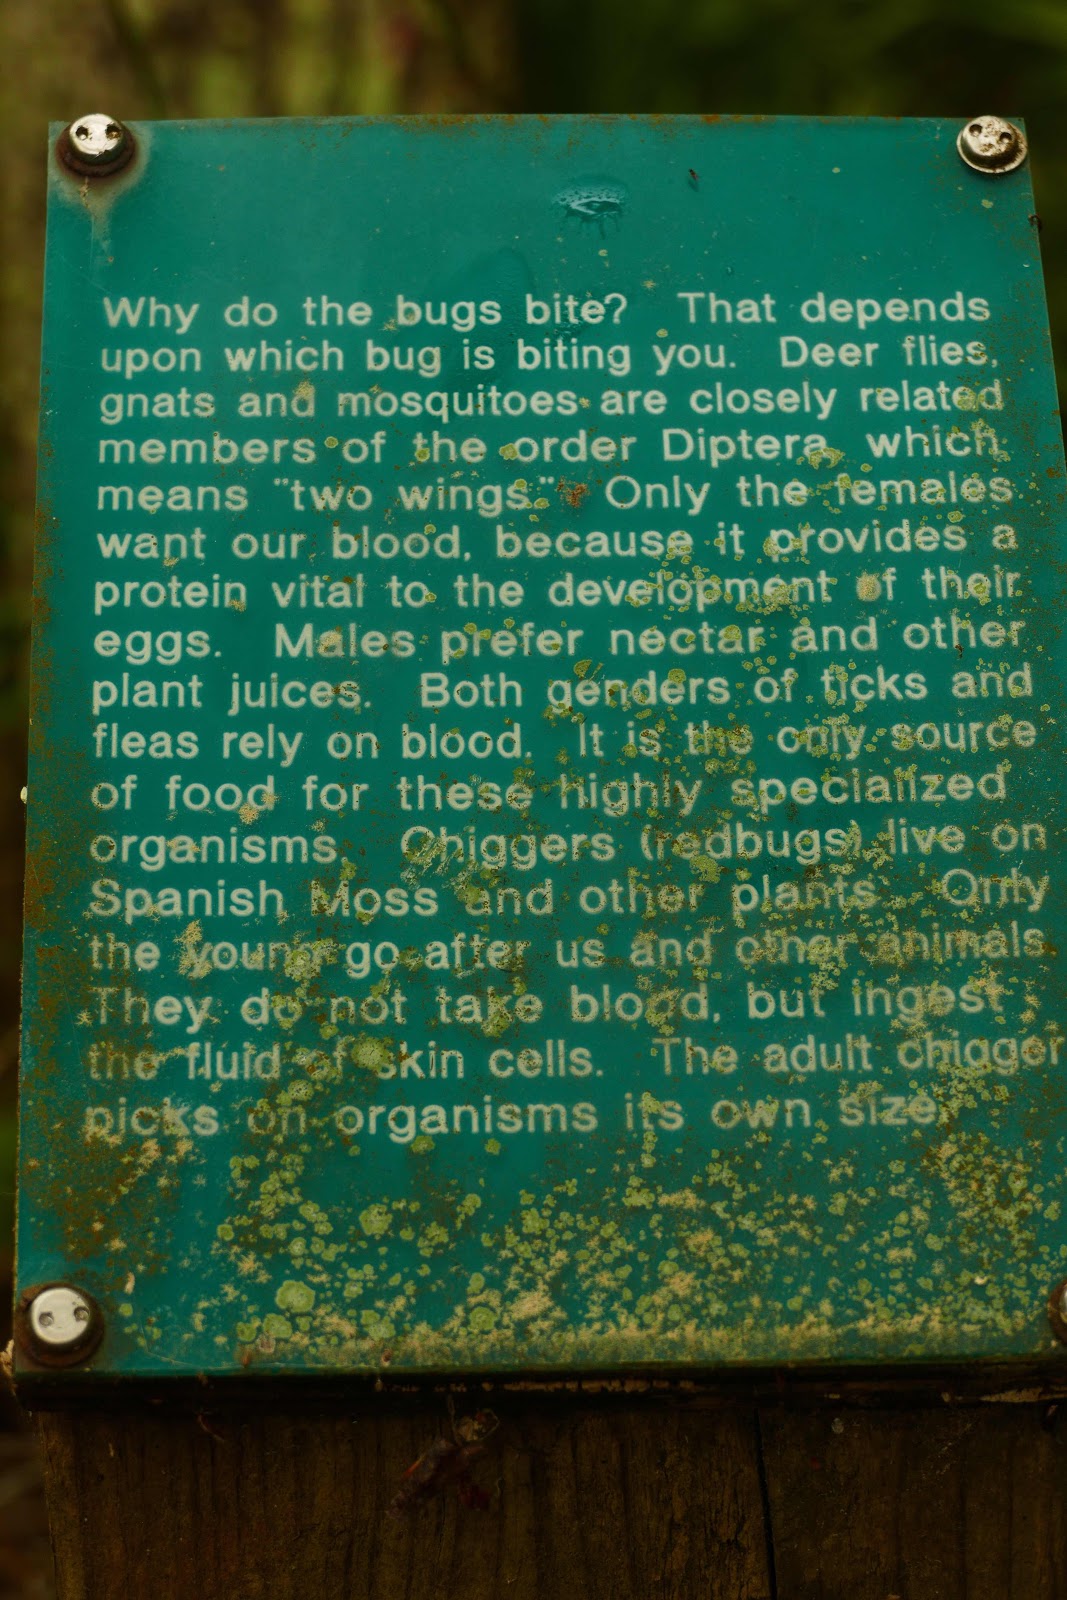 Why do the bugs bite? That depends
upon which bug is biting you. Deer flies,
gnats and mosquitoes are closely related
members of the order Diptera, which
means "two wings." Only the females
want our blood, because it provides a
protein vital to the development of their
eggs. Males prefer nectar and other
plant juices. Both genders of ticks and
fleas rely on blood. It is the only source
of food for these highly specialized
organisms. Chiggers (redbugs) live on
Spanish Moss and other plants. Only
the young go after us and other animals
They do not take blood, but ingest
the fluid of skin cells. The adult chigger
picks on organisms its own size